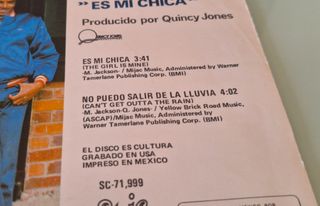 "ES MI CHICA"
Producido por Quincy Jones
ES MI CHICA 3:41
(THE GIRL IS MINE)
-M. Jackson- / Mijac Music, Administered by Warner
Tamerlane Publishing Corp. (BMI)
NO PUEDO SALIR DE LA LLUVIA 4:02
(CAN'T GET OUTTA THE RAIN)
-M. Jackson-Q. Jones- / Yellow Brick Road Music,
(ASCAP)/Mijac Music, Administered by
Warner Tamerlane Publishing Corp. (BMI)
EL DISCO ES CULTURA
GRABADO EN USA
IMPRESO EN MEXICO
SC-71,999